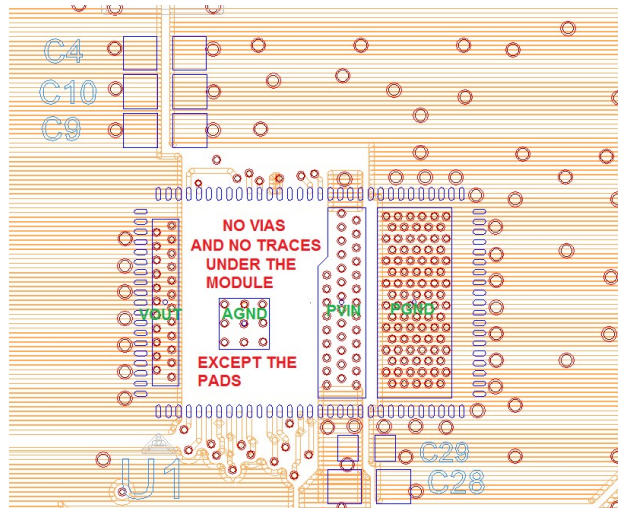 C4
C10
C9
NO VIAS
AND NO TRACES
UNDER THE
MODULE
VOUT
AGND
PVIN
PGND
EXCEPT THE
PADS
C29
U1
C28